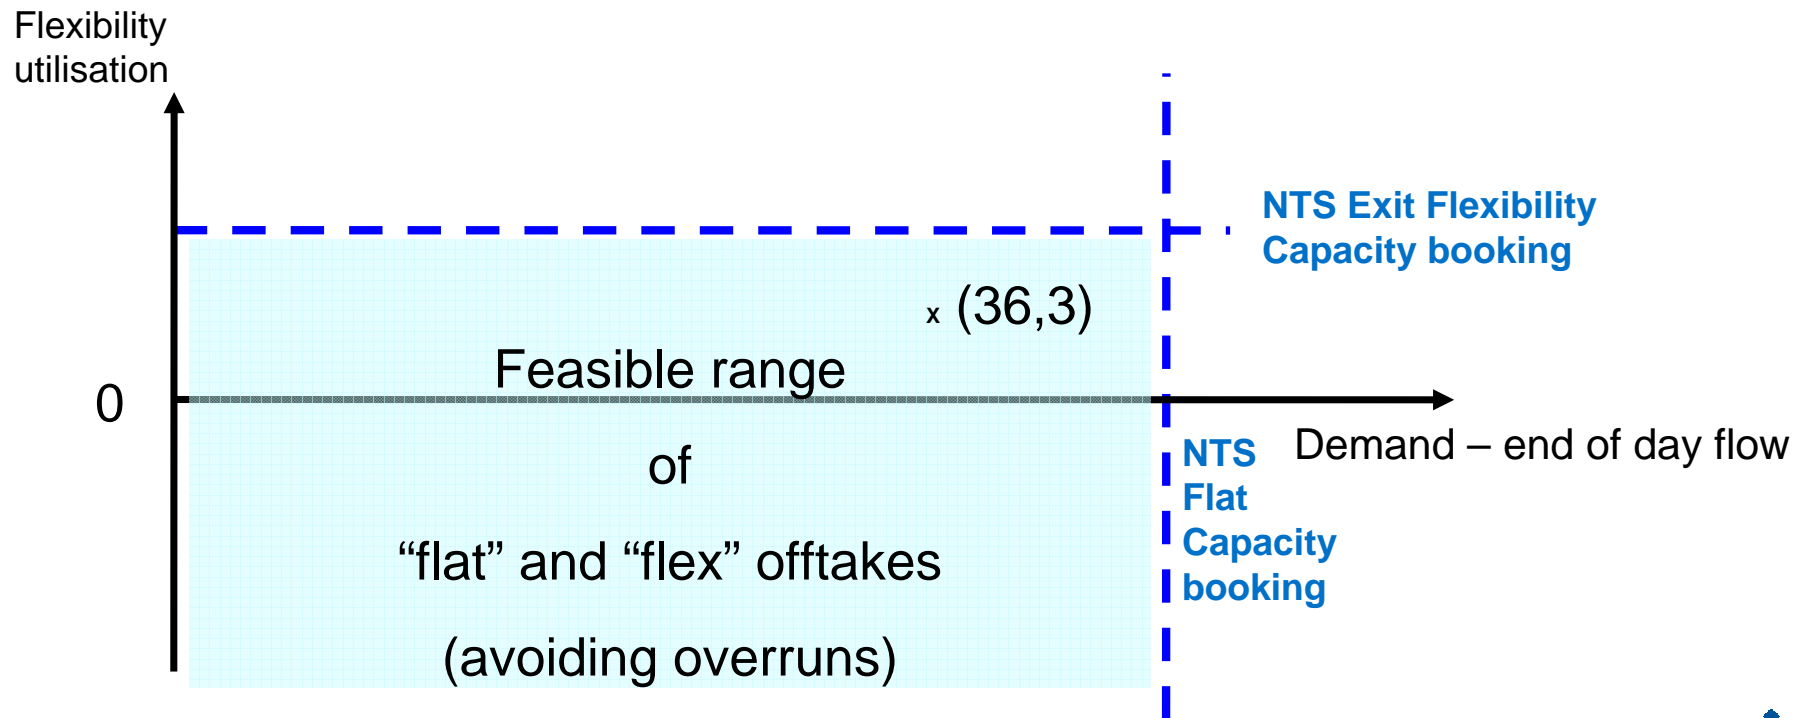 Flexibility
utilisation
NTS Exit Flexibility
Capacity booking
x (36,3)
Feasible range
0
of
“flat” and “flex” offtakes
(avoiding overruns)
Demand – end of day flow
NTS
Flat
Capacity
booking